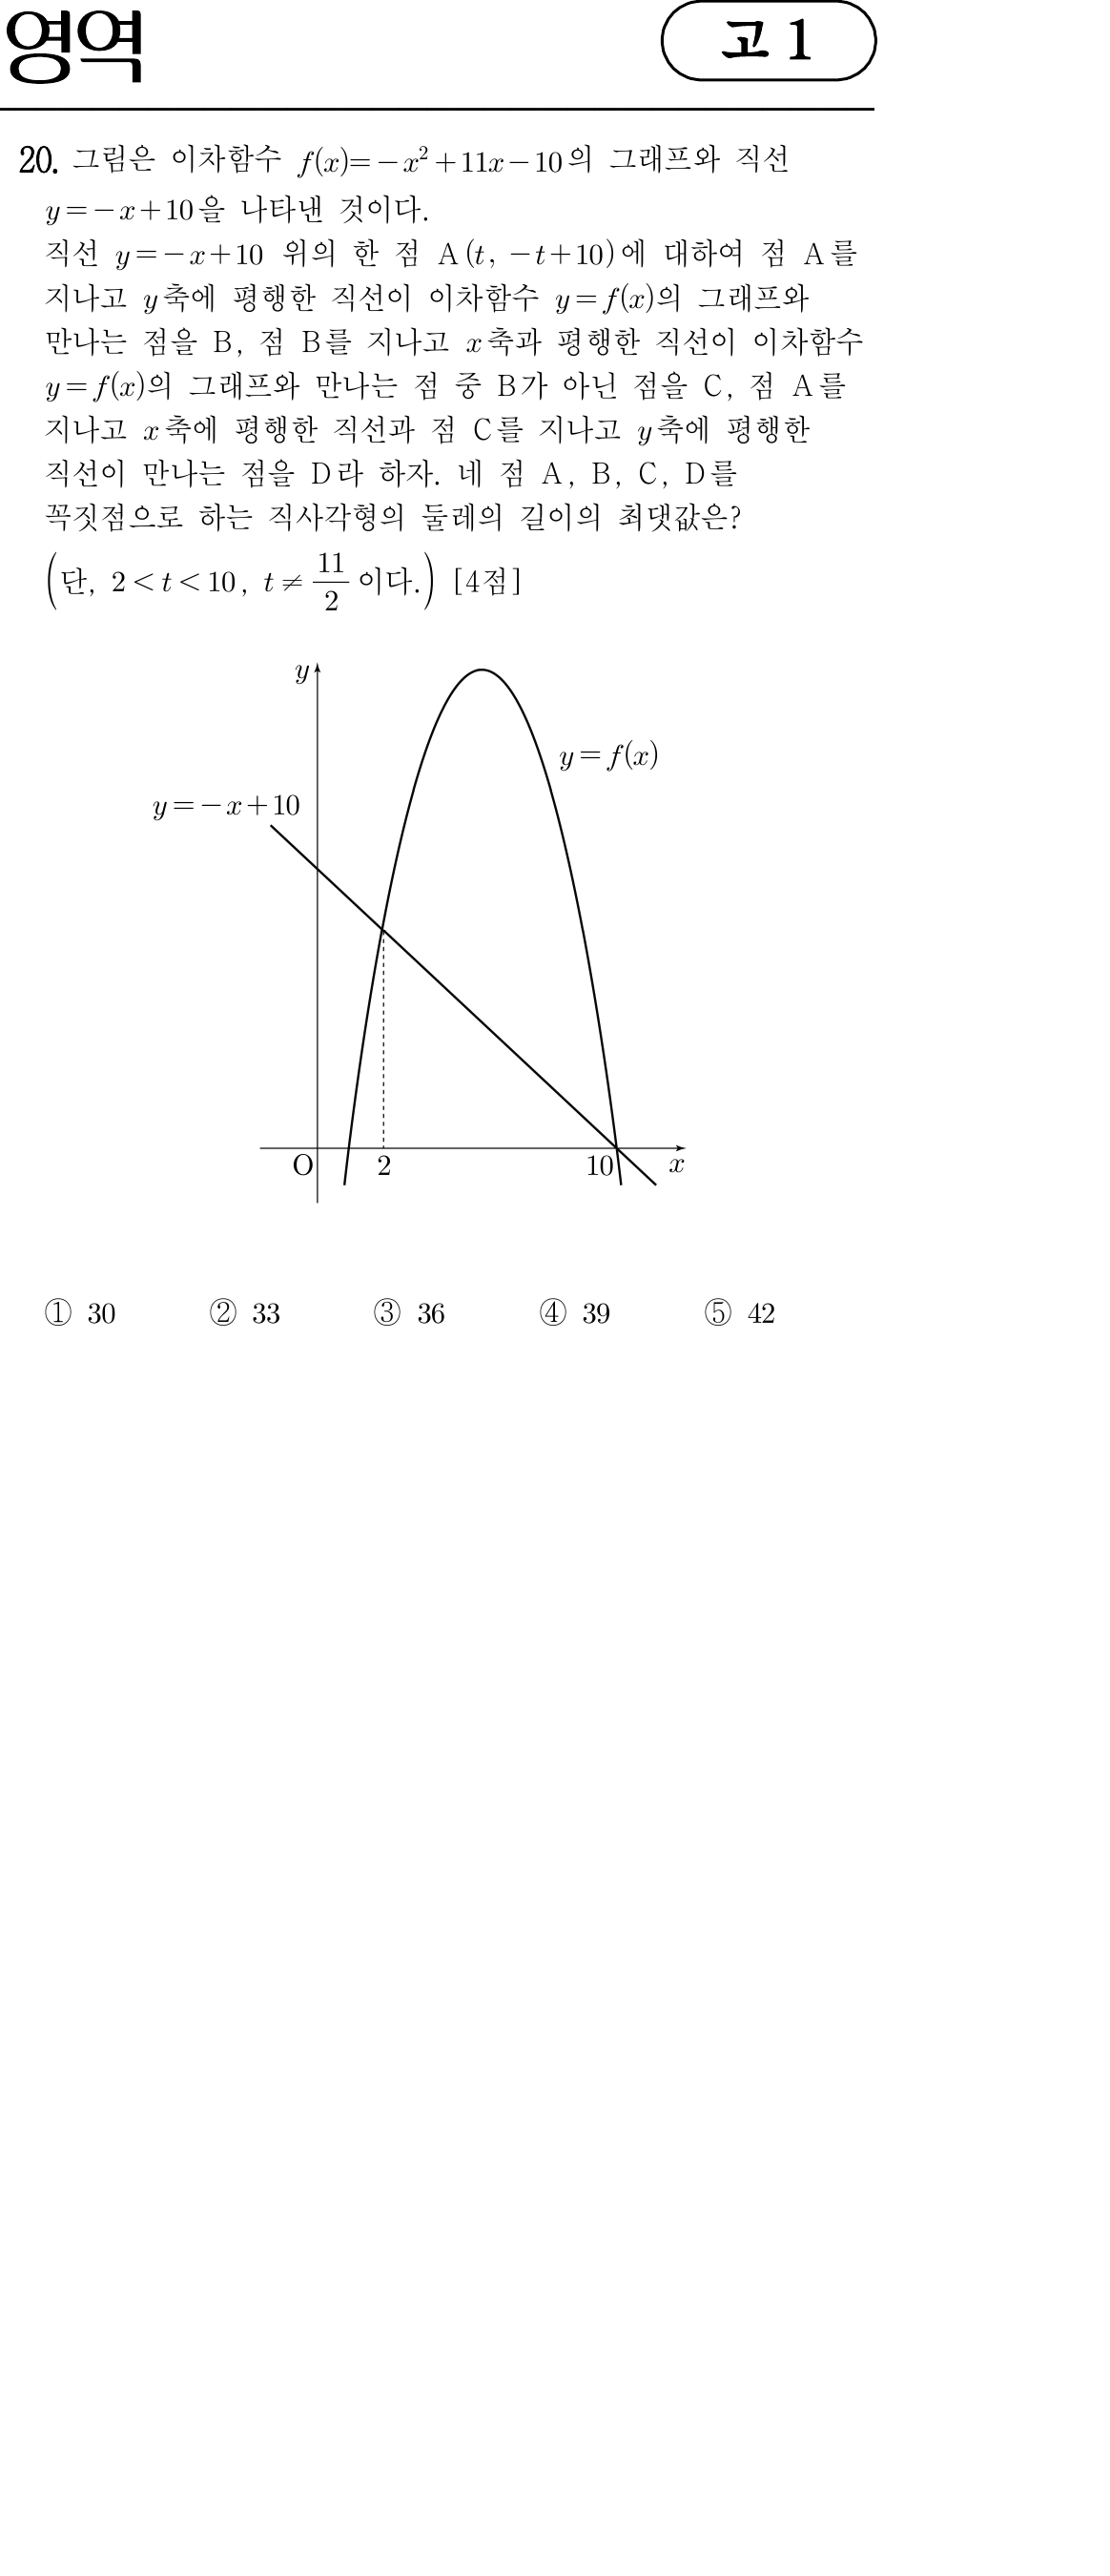 영역
고 1
20. 그림은 이차함수 f(x)=-x²+11x-10의 그래프와 직선
y=-x+10을 나타낸 것이다.
직선 y=-x+10 위의 한 점 A(t, -t+10)에 대하여 점 A를
지나고 y축에 평행한 직선이 이차함수 y=f(x)의 그래프와
만나는 점을 B, 점 B를 지나고 x축과 평행한 직선이 이차함수
y=f(x)의 그래프와 만나는 점 중 B가 아닌 점을 C, 점 A를
지나고 x축에 평행한 직선과 점 C를 지나고 y축에 평행한
직선이 만나는 점을 D라 하자. 네 점 A, B, C, D를
꼭짓점으로 하는 직사각형의 둘레의 길이의 최댓값은?
(단, 2<t<10, t≠11/2이다.) [4점]
y
y=f(x)
y=-x+10
O 2 10 x
① 30 ② 33 ③ 36 ④ 39 ⑤ 42